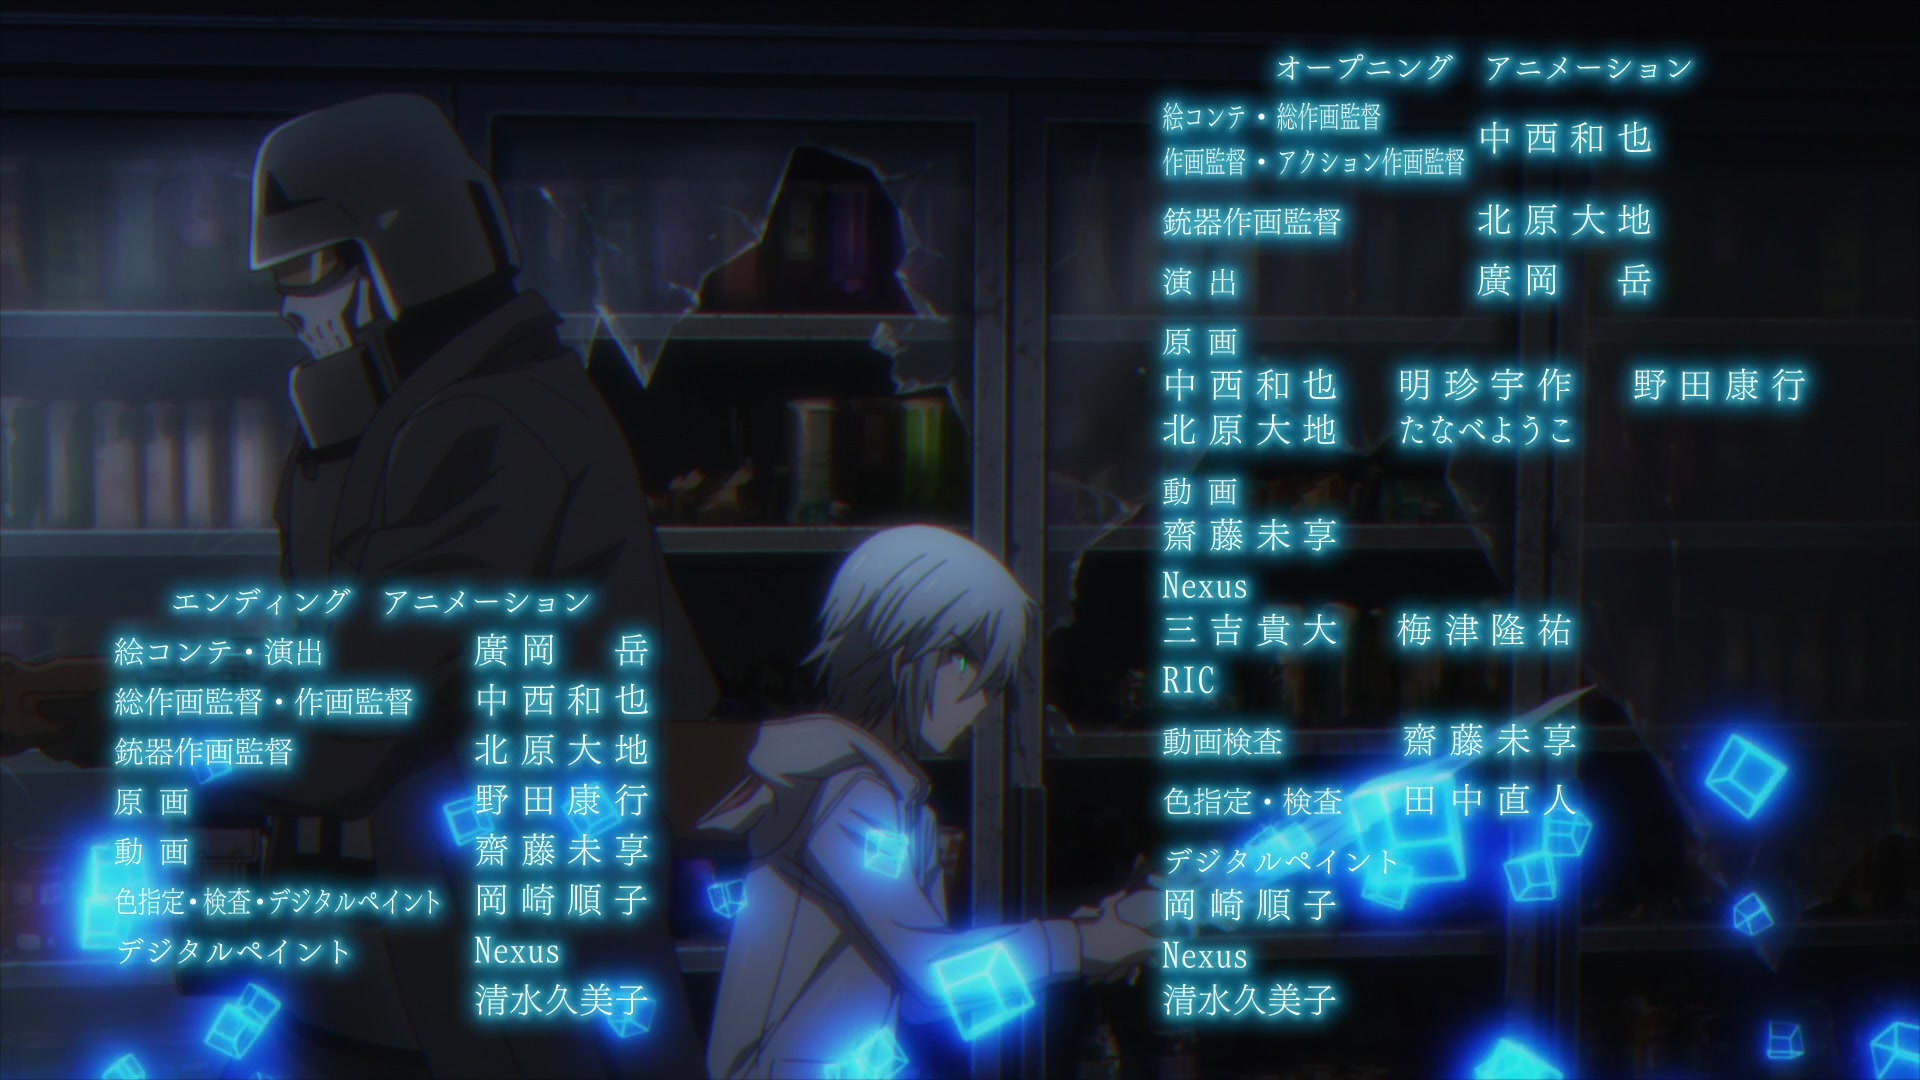 オープニング アニメーション
絵コンテ・総作画監督
作画監督・アクション作画監督 中西和也
銃器作画監督 北原大地
演出 廣岡 岳
原画
中西和也 明珍宇作 野田康行
北原大地 たなべようこ
動画
齋藤未享
Nexus
三吉貴大 梅津隆祐
RIC
動画検査 齋藤未享
色指定・検査 田中直人
デジタルペイント
岡崎順子
Nexus
清水久美子
エンディング アニメーション
絵コンテ・演出 廣岡 岳
総作画監督・作画監督 中西和也
銃器作画監督 北原大地
原画 野田康行
動画 齋藤未享
色指定・検査・デジタルペイント 岡崎順子
デジタルペイント Nexus
清水久美子